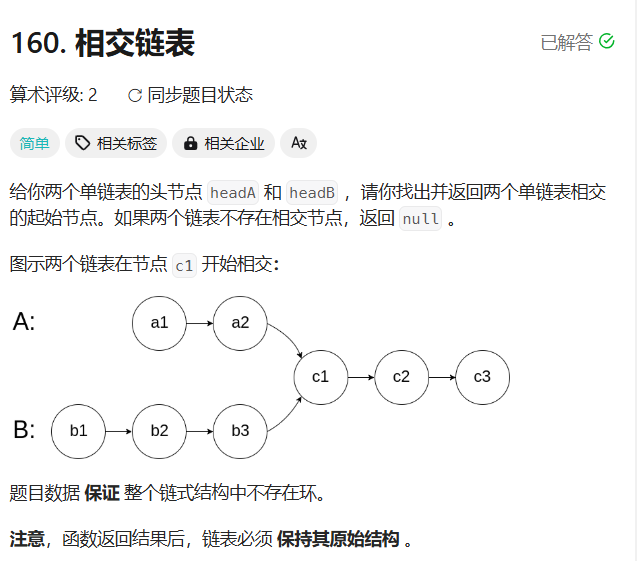 160. 相交链表
已解答
算术评级: 2 同步题目状态
简单 相关标签 相关企业 Aあ
给你两个单链表的头节点 headA 和 headB ，请你找出并返回两个单链表相交
的起始节点。如果两个链表不存在相交节点，返回 null 。
图示两个链表在节点 c1 开始相交：
A: a1 a2
c1 c2 c3
B: b1 b2 b3
题目数据 保证 整个链式结构中不存在环。
注意，函数返回结果后，链表必须 保持其原始结构 。